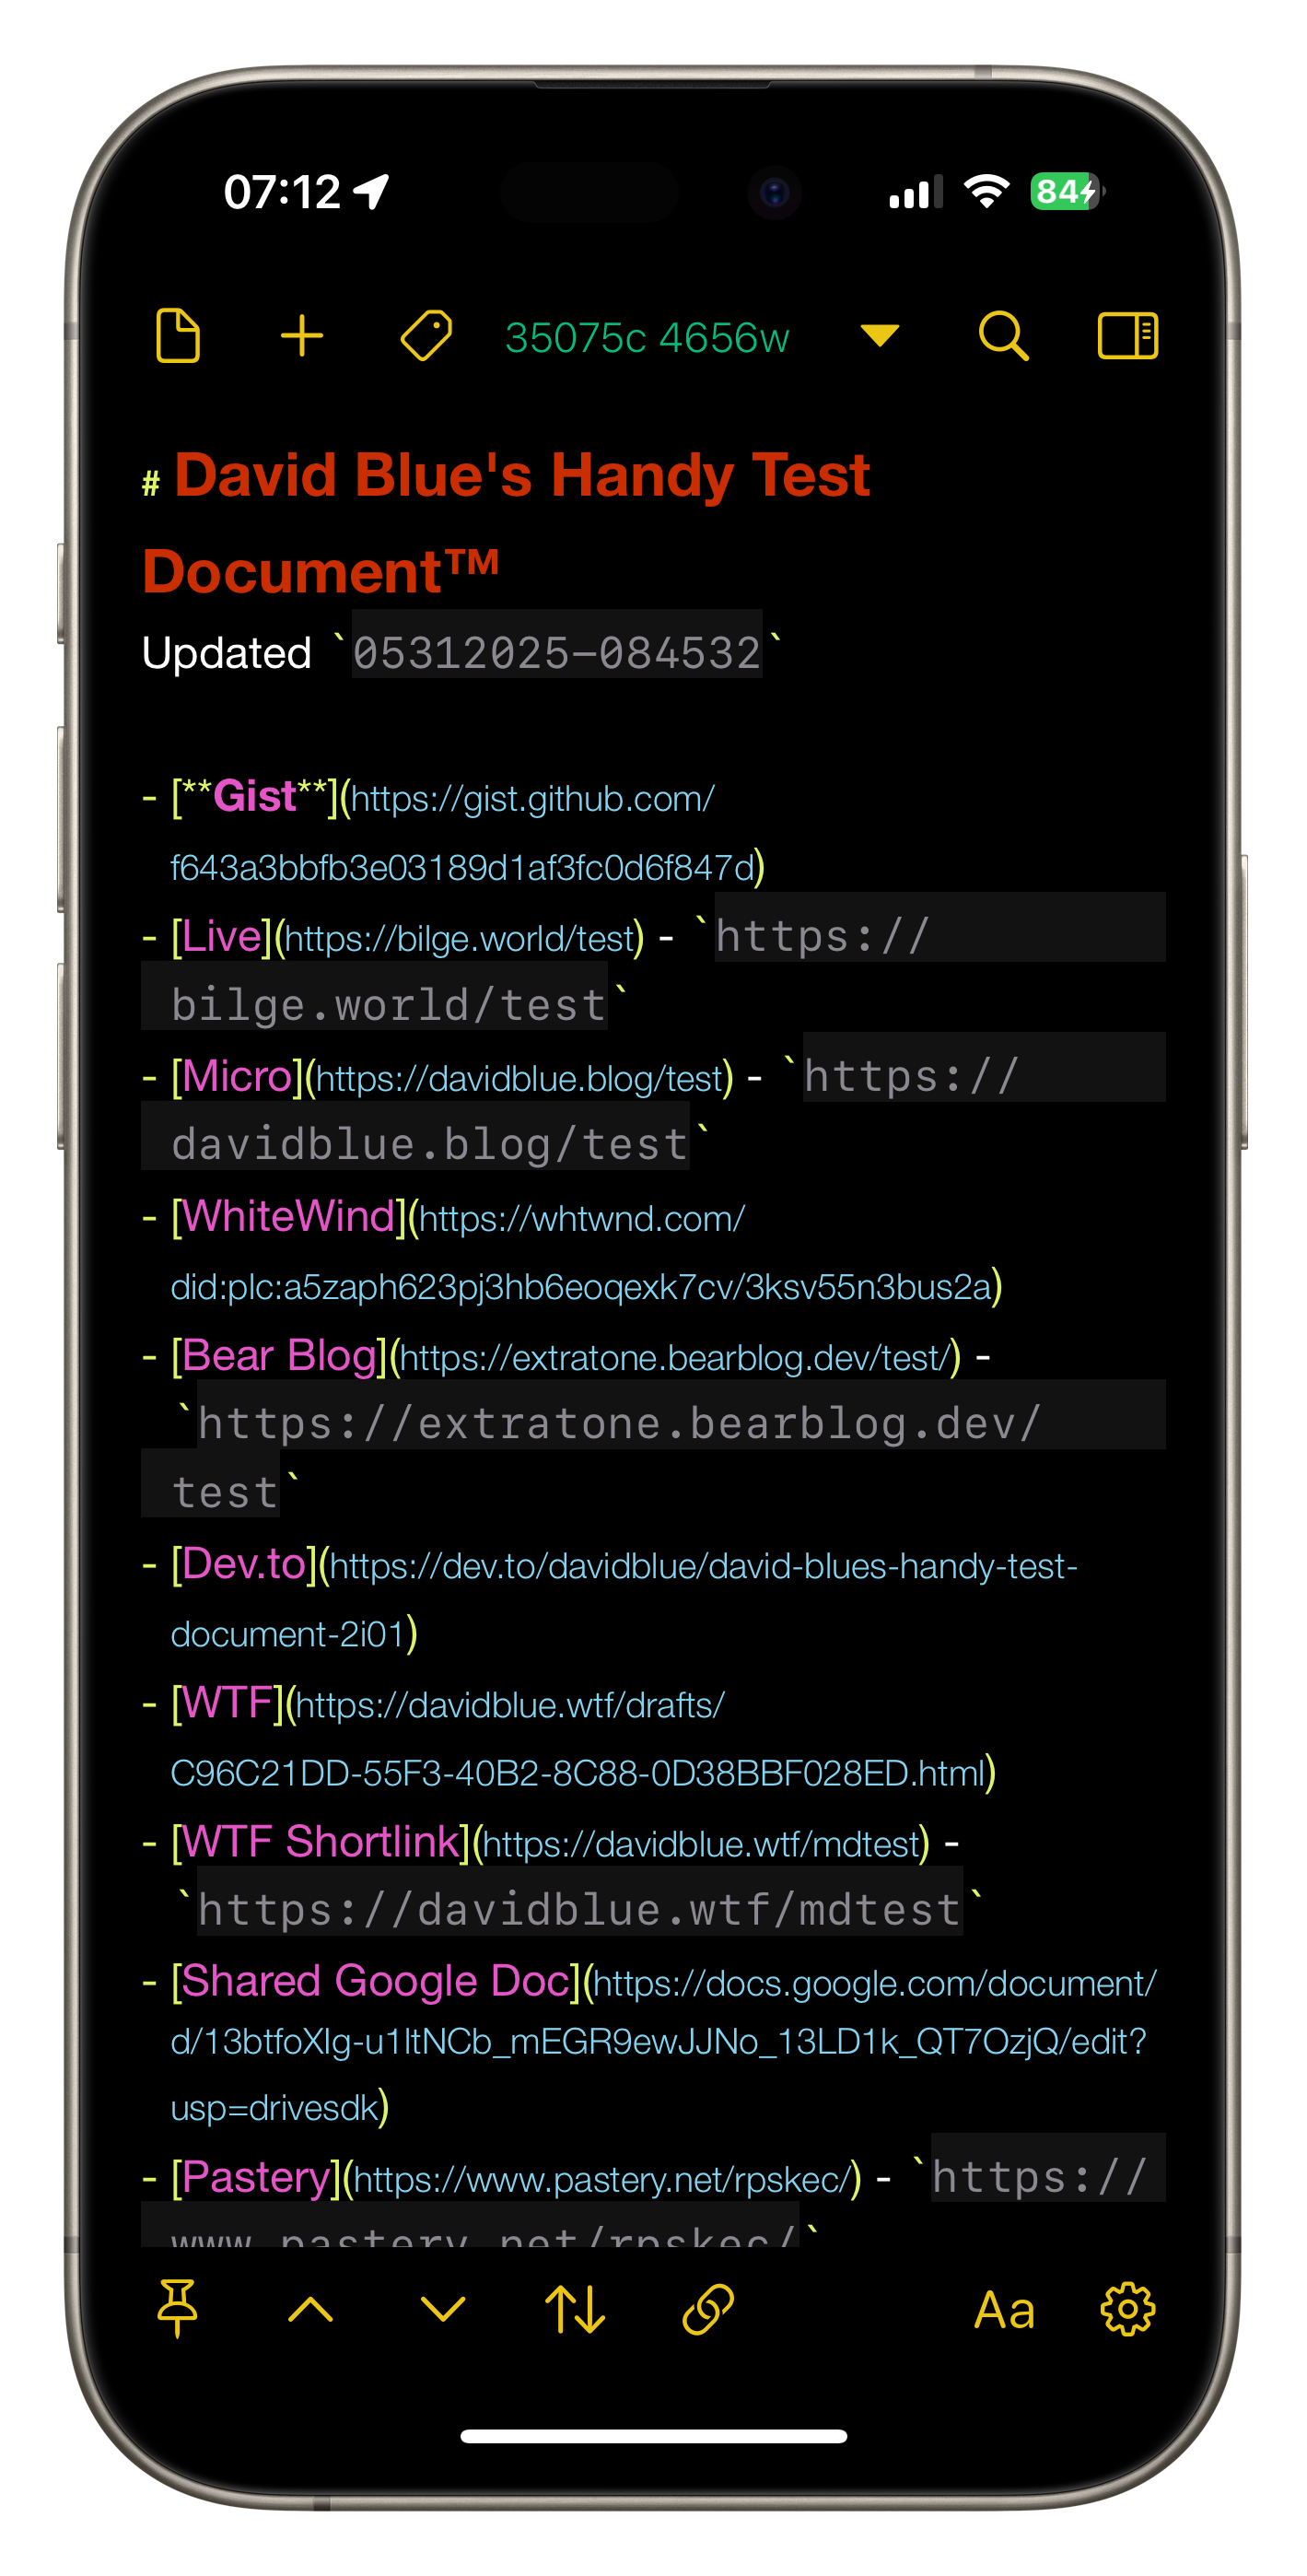 07:12
84
35075c 4656w
# David Blue's Handy Test
Document™
Updated `05312025-084532`
- [**Gist**](https://gist.github.com/
f643a3bbfb3e03189d1af3fc0d6f847d)
- [Live](https://bilge.world/test) - `https://
bilge.world/test`
- [Micro](https://davidblue.blog/test) - `https://
davidblue.blog/test`
- [WhiteWind](https://whtwnd.com/
did:plc:a5zaph623pj3hb6eoqexk7cv/3ksv55n3bus2a)
- [Bear Blog](https://extratone.bearblog.dev/test/) -
`https://extratone.bearblog.dev/
test`
- [Dev.to](https://dev.to/davidblue/david-blues-handy-test-
document-2i01)
- [WTF](https://davidblue.wtf/drafts/
C96C21DD-55F3-40B2-8C88-0D38BBF028ED.html)
- [WTF Shortlink](https://davidblue.wtf/mdtest) -
`https://davidblue.wtf/mdtest`
- [Shared Google Doc](https://docs.google.com/document/
d/13btfoXIg-u1ltNCb_mEGR9ewJJNo_13LD1k_QT7OzjQ/edit?
usp=drivesdk)
- [Pastery](https://www.pastery.net/rpskec/) - `https://
www.pastery.net/rpskec/`
Aa